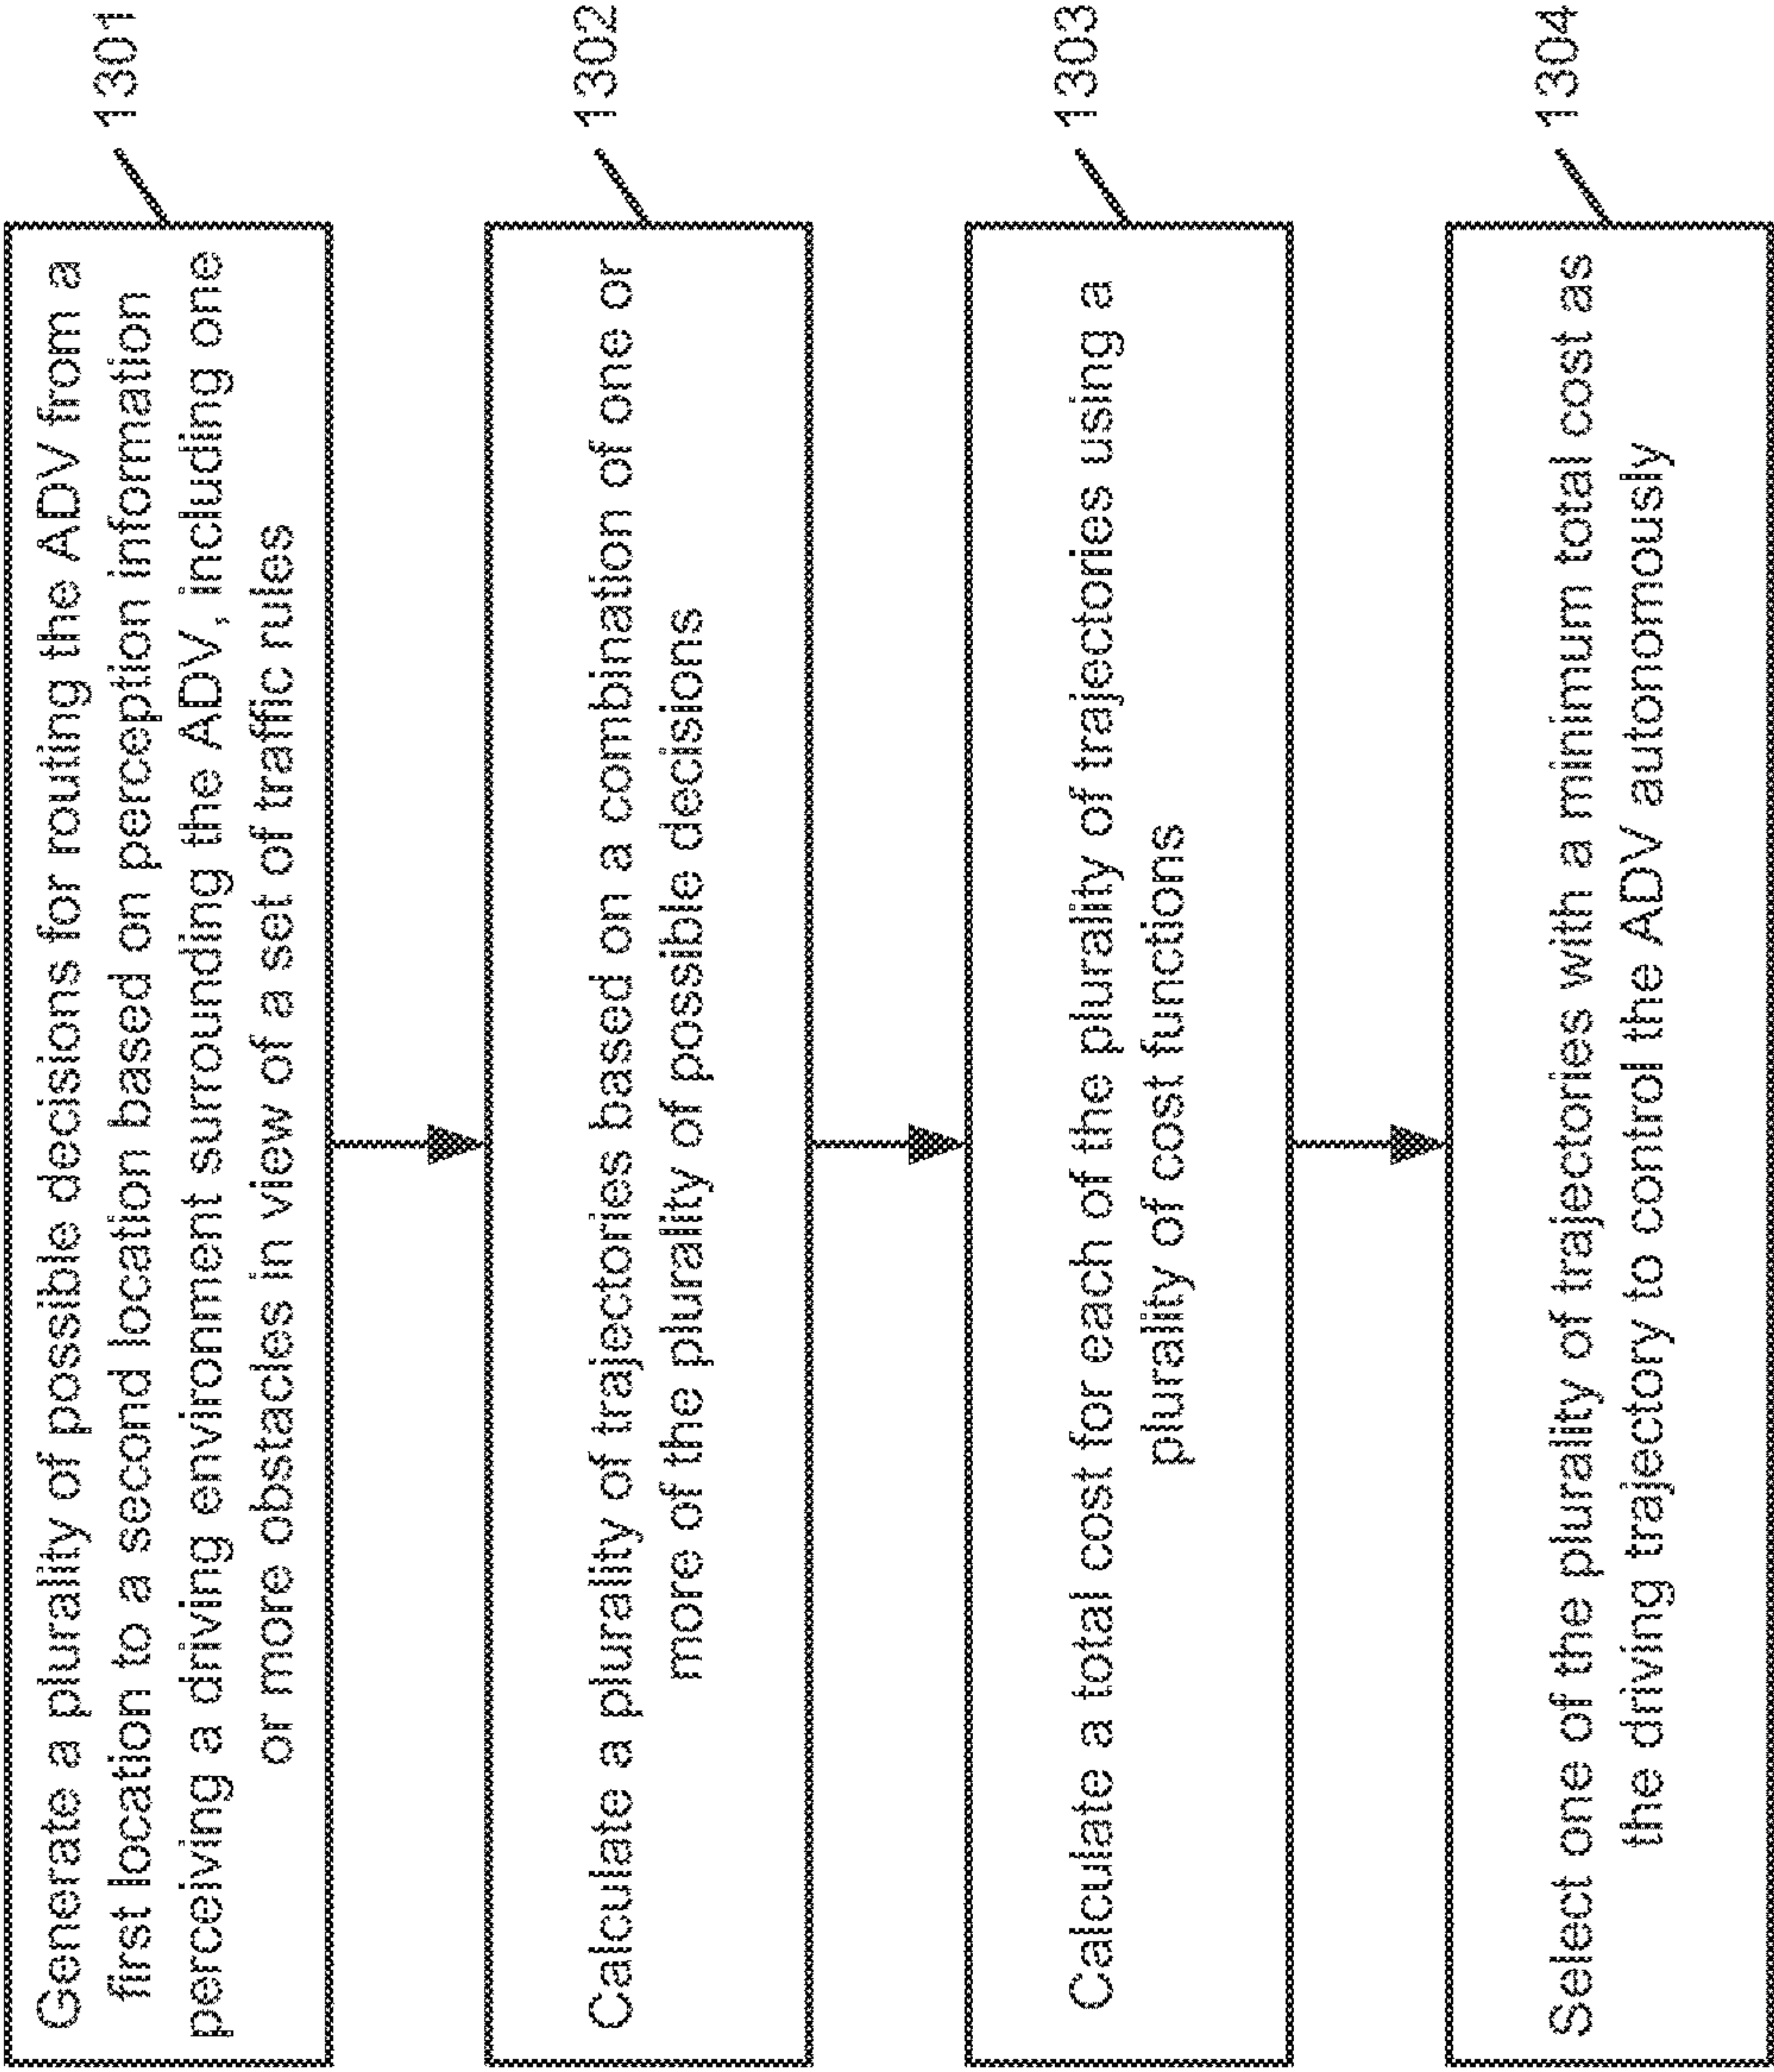 Generate a plurality of possible decisions for routing the ADV from a
first location to a second location based on perception information
perceiving a driving environment surrounding the ADV, including one
or more obstacles in view of a set of traffic rules
1301
Calculate a plurality of trajectories based on a combination of one or
more of the plurality of possible decisions
1302
Calculate a total cost for each of the plurality of trajectories using a
plurality of cost functions
1303
Select one of the plurality of trajectories with a minimum total cost as
the driving trajectory to control the ADV autonomously
1304